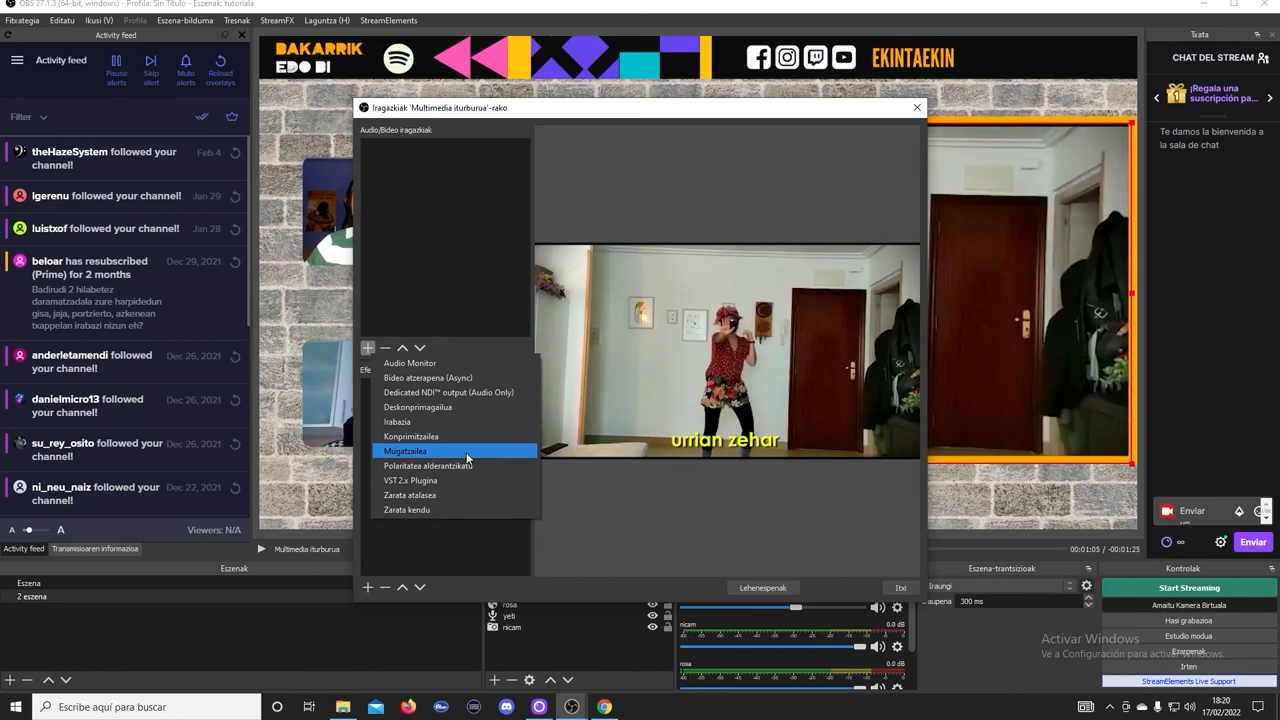 OBS 27.1.3 (64-bit, windows) - Profila: Sin Título - Eszenak: tutoriala
Fitxategia
Editatu
Ikusi (V)
Profila
Eszena-bilduma
Tresnak
StreamFX
Laguntza (H)
StreamElements
Activity feed
Activity feed
Pause alerts
Skip alert
Mute alerts
Reload overlays
Filter
theHazeSystem followed your channel!
Feb 4
lgerenu followed your channel!
Jan 29
luistxof followed your channel!
Jan 28
beloar has resubscribed (Prime) for 2 months
Dec 29, 2021
Badirudi 2 hilabetez
daramatzadala zure harpidedun
gisa, jaja, portzierto, azkenean
txappelan irabazi nizun eh?
anderletamendi followed your channel!
Dec 26, 2021
danielmicro13 followed your channel!
Dec 26, 2021
su_rey_osito followed your channel!
Dec 26, 2021
ni_neu_naiz followed your channel!
Dec 26, 2021
A
A
Viewers: N/A
Activity feed
Transmisioaren informazioa
BAKARRIK
EDO BI
EKINTAEKIN
Iragazkiak 'Multimedia iturburua'-rako
Audio/Bideo iragazkiak
Audio Monitor
Bideo atzerapena (Async)
Dedicated NDI™ output (Audio Only)
Deskonprimagailua
Irabazia
Konprimitzailea
Mugatzailea
Polaritatea alderantzikatu
VST 2.x Plugina
Zarata atalasea
Zarata kendu
Efe
urrian zehar
Lehenespenak
Itxi
Multimedia iturburua
00:01:05 / -00:01:25
Txata
CHAT DEL STREAM
¡Regala una
suscripción pa...
Te damos la bienvenida a
la sala de chat
Enviar
Enviar
Eszenak
Eszena
2 eszena
rosa
yeti
nicam
nicam
0.0 dB
rosa
0.0 dB
Eszena-trantsizioak
Iraungi
aupena
300 ms
Kontrolak
Start Streaming
Amaitu Kamera Birtuala
Hasi grabazioa
Estudio modua
Ezarpenak
Irten
StreamElements Live Support
Activar Windows
Ve a Configuración para activar Windows.
Escribe aquí para buscar
18:20
17/02/2022